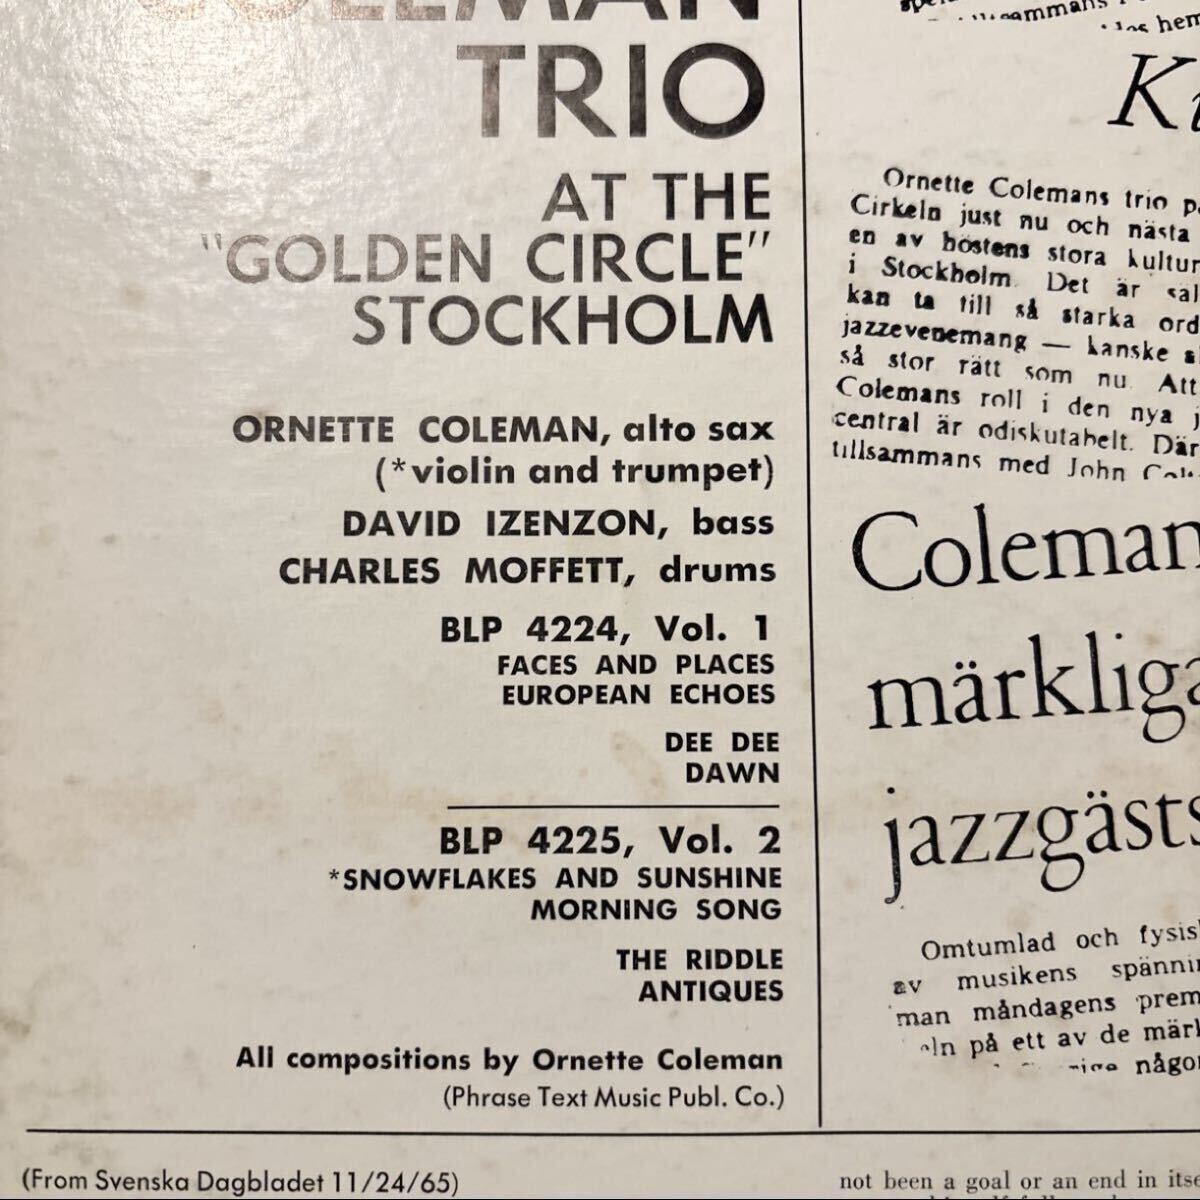 COLEMAN
TRIO
AT THE
"GOLDEN CIRCLE"
STOCKHOLM
ORNETTE COLEMAN, alto sax
(*violin and trumpet)
DAVID IZENZON, bass
CHARLES MOFFETT, drums
BLP 4224, Vol. 1
FACES AND PLACES
EUROPEAN ECHOES
DEE DEE
DAWN
BLP 4225, Vol. 2
*SNOWFLAKES AND SUNSHINE
MORNING SONG
THE RIDDLE
ANTIQUES
All compositions by Ornette Coleman
(Phrase Text Music Publ. Co.)
(From Svenska Dagbladet 11/24/65)
Ornette Colemans trio
Cirkeln just nu och nästa
en av höstens stora kultur
i Stockholm. Det är
kan ta till så starka ord
jazzevenemang — kanske
så stor rätt som nu. Att
Colemans roll i den nya
central är odiskutabelt. Där
tillsammans med John
Coleman
märkliga
jazzgästs
Omtumlad och
av musikens
man måndagens
på ett av de
not been a goal or an end in